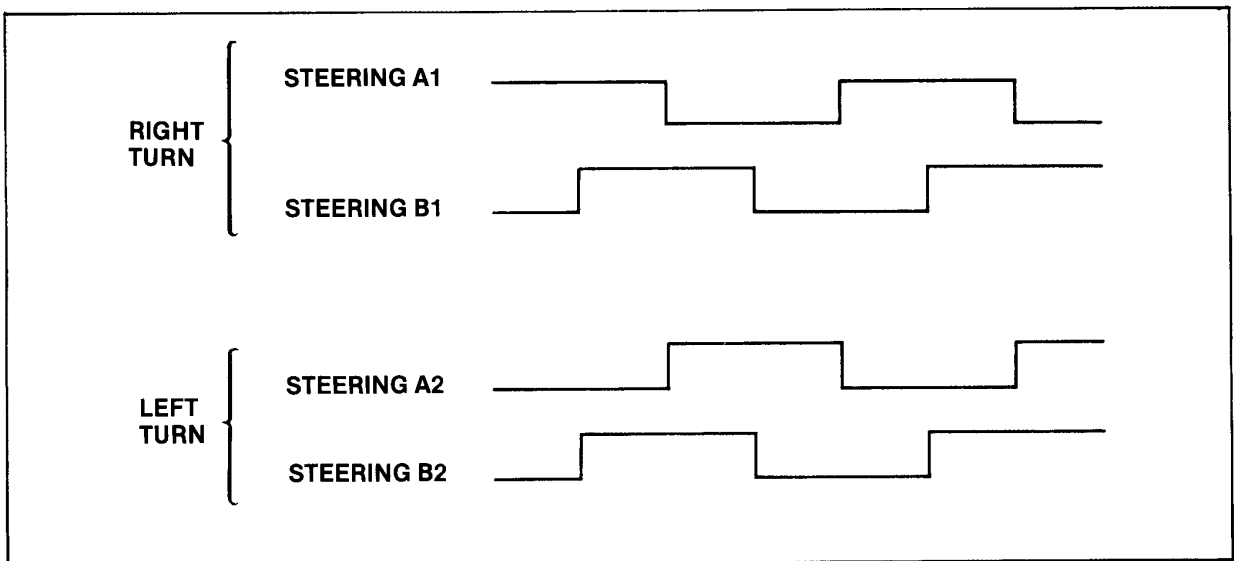 STEERING A1
RIGHT
TURN
STEERING B1
STEERING A2
LEFT
TURN
STEERING B2